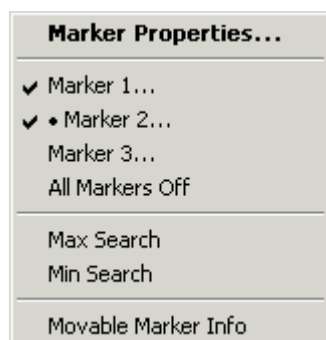 Marker Properties...
Marker 1...
• Marker 2...
Marker 3...
All Markers Off
Max Search
Min Search
Movable Marker Info